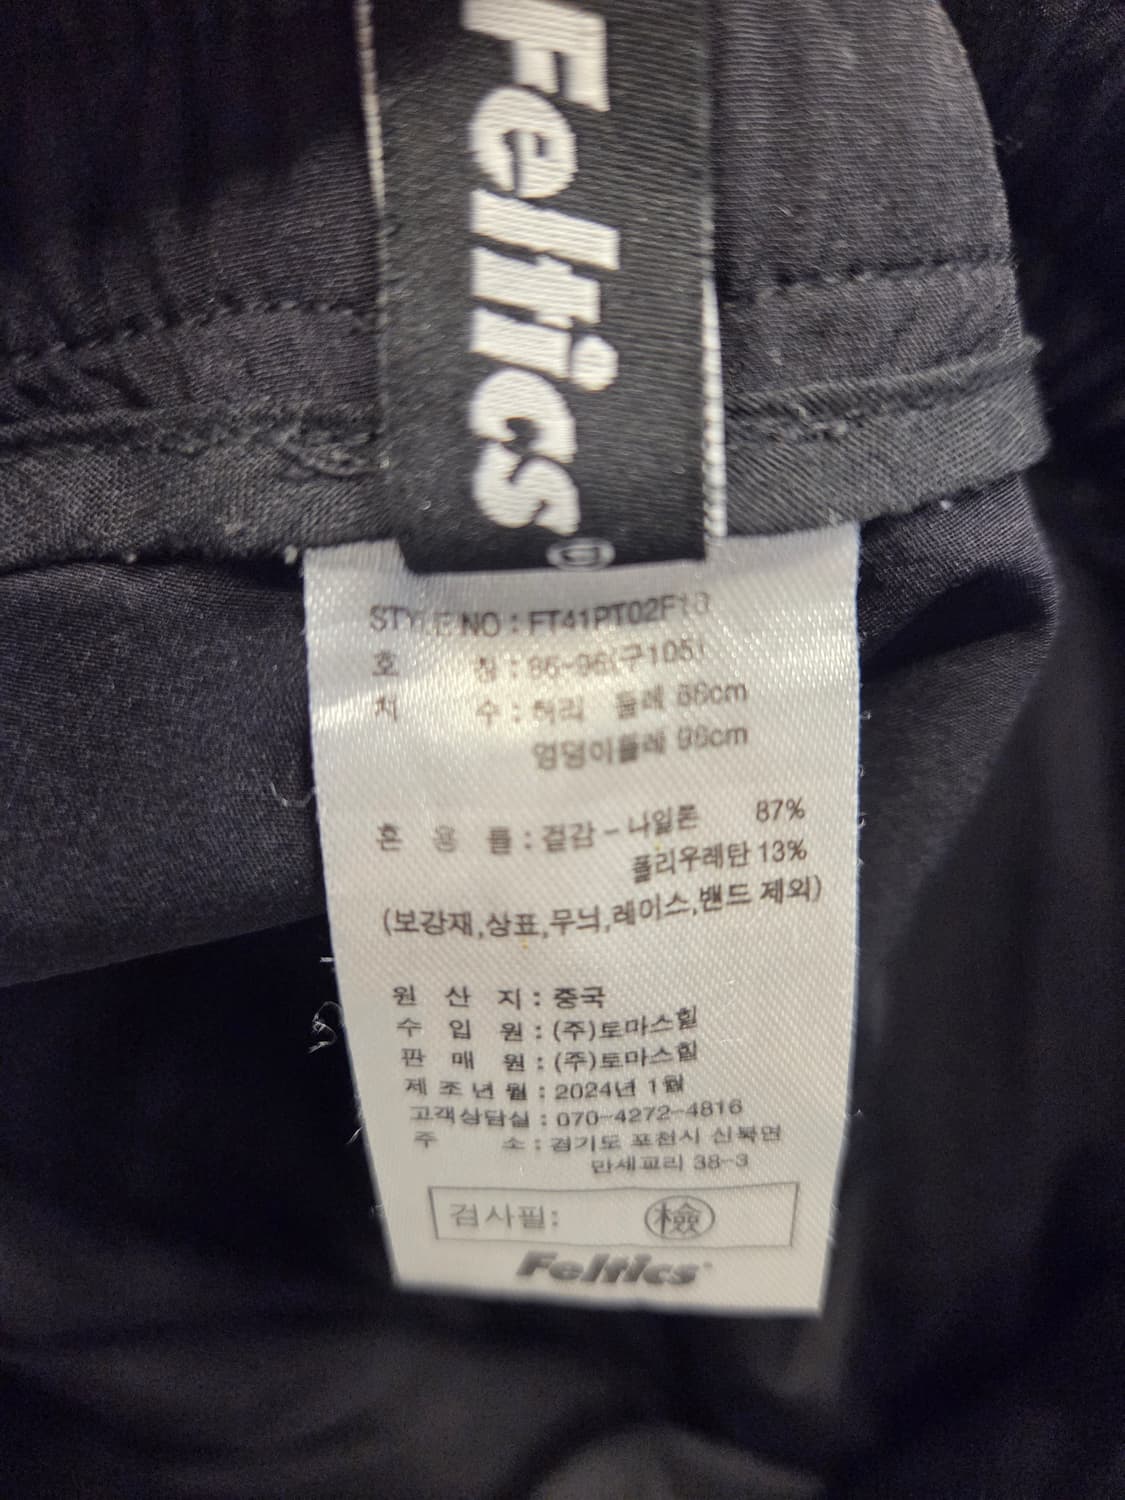 Feltics
STYLE NO : FT41PT02F
호 칭 : 86-96(구105)
치 수 : 허리 둘레 86cm
엉덩이둘레 96cm
혼 용 률 : 겉감 - 나일론 87%
폴리우레탄 13%
(보강재,상표,무늬,레이스,밴드 제외)
원 산 지 : 중국
수 입 원 : (주)토마스힐
판 매 원 : (주)토마스힐
제 조 년 월 : 2024년 1월
고객상담실 : 070-4272-4816
주 소 : 경기도 포천시 신북면
만세교리 38-3
검사필: 檢
Feltics